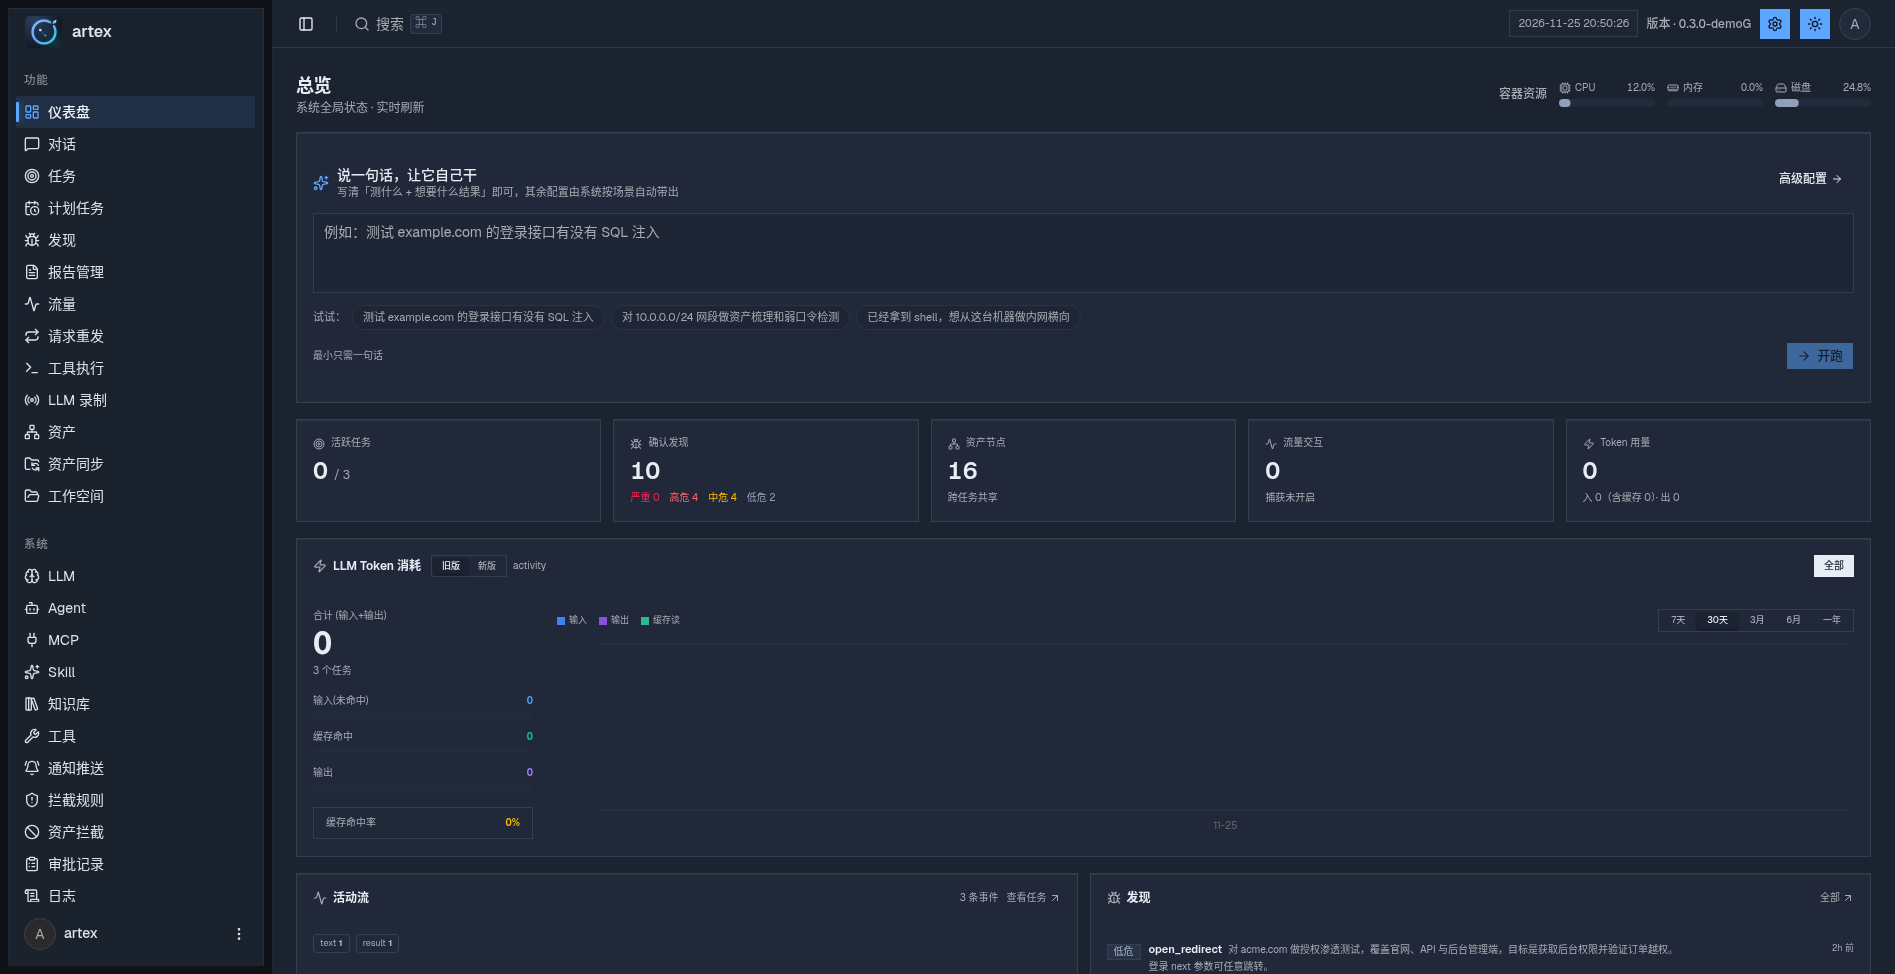 artex
功能
仪表盘
对话
任务
计划任务
发现
报告管理
流量
请求重发
工具执行
LLM 录制
资产
资产同步
工作空间
系统
LLM
Agent
MCP
Skill
知识库
工具
通知推送
拦截规则
资产拦截
审批记录
日志
A artex
搜索 ⌘ J
2026-11-25 20:50:26 版本 · 0.3.0-demoG A
总览
系统全局状态 · 实时刷新
容器资源 CPU 12.0% 内存 0.0% 磁盘 24.8%
说一句话，让它自己干
写清「测什么 + 想要什么结果」即可，其余配置由系统按场景自动带出
高级配置 →
例如：测试 example.com 的登录接口有没有 SQL 注入
试试： 测试 example.com 的登录接口有没有 SQL 注入 对 10.0.0.0/24 网段做资产梳理和弱口令检测 已经拿到 shell，想从这台机器做内网横向
最小只需一句话
→ 开跑
活跃任务
0 / 3
确认发现
10
严重 0 高危 4 中危 4 低危 2
资产节点
16
跨任务共享
流量交互
0
捕获未开启
Token 用量
0
入 0（含缓存 0）· 出 0
LLM Token 消耗 旧版 新版 activity
全部
合计 (输入+输出)
0
3 个任务
输入(未命中) 0
缓存命中 0
输出 0
缓存命中率 0%
输入 输出 缓存读
7天 30天 3月 6月 一年
11-25
活动流
3 条事件 查看任务
text 1 result 1
发现
全部
低危 open_redirect 对 acme.com 做授权渗透测试，覆盖官网、API 与后台管理端，目标是获取后台权限并验证订单越权。 2h 前
登录 next 参数可任意跳转。